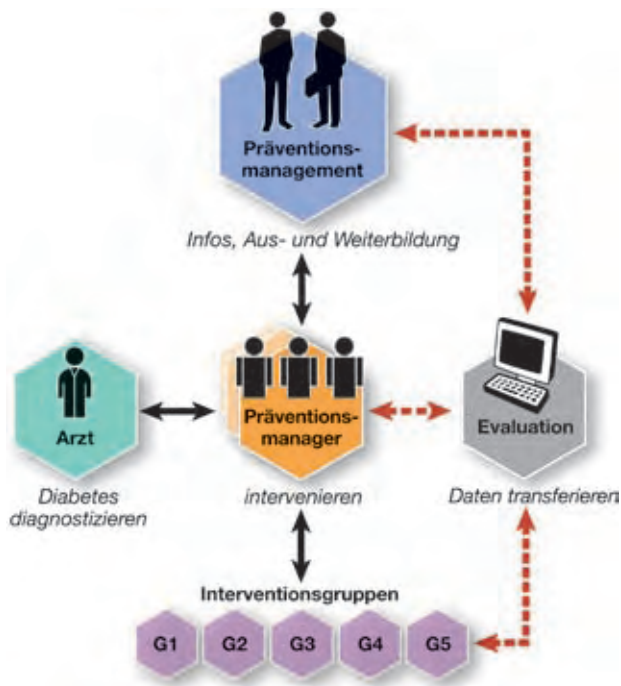 Präventions-
management
Infos, Aus- und Weiterbildung
Arzt
Diabetes
diagnostizieren
Präventions-
manager
intervenieren
Evaluation
Daten transferieren
Interventionsgruppen
G1 G2 G3 G4 G5